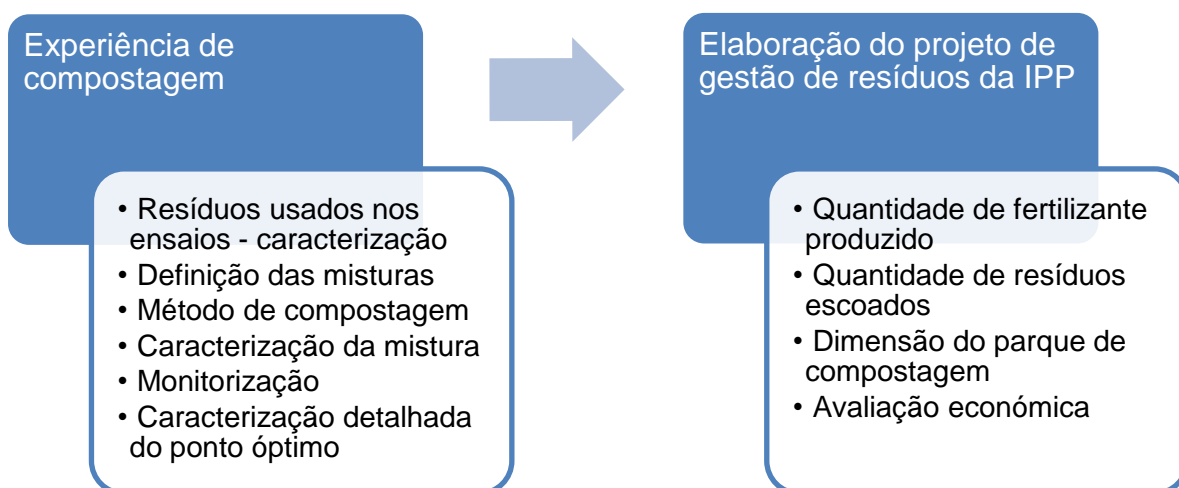 Experiência de
compostagem
• Resíduos usados nos
ensaios - caracterização
• Definição das misturas
• Método de compostagem
• Caracterização da mistura
• Monitorização
• Caracterização detalhada
do ponto óptimo
Elaboração do projeto de
gestão de resíduos da IPP
• Quantidade de fertilizante
produzido
• Quantidade de resíduos
escoados
• Dimensão do parque de
compostagem
• Avaliação económica